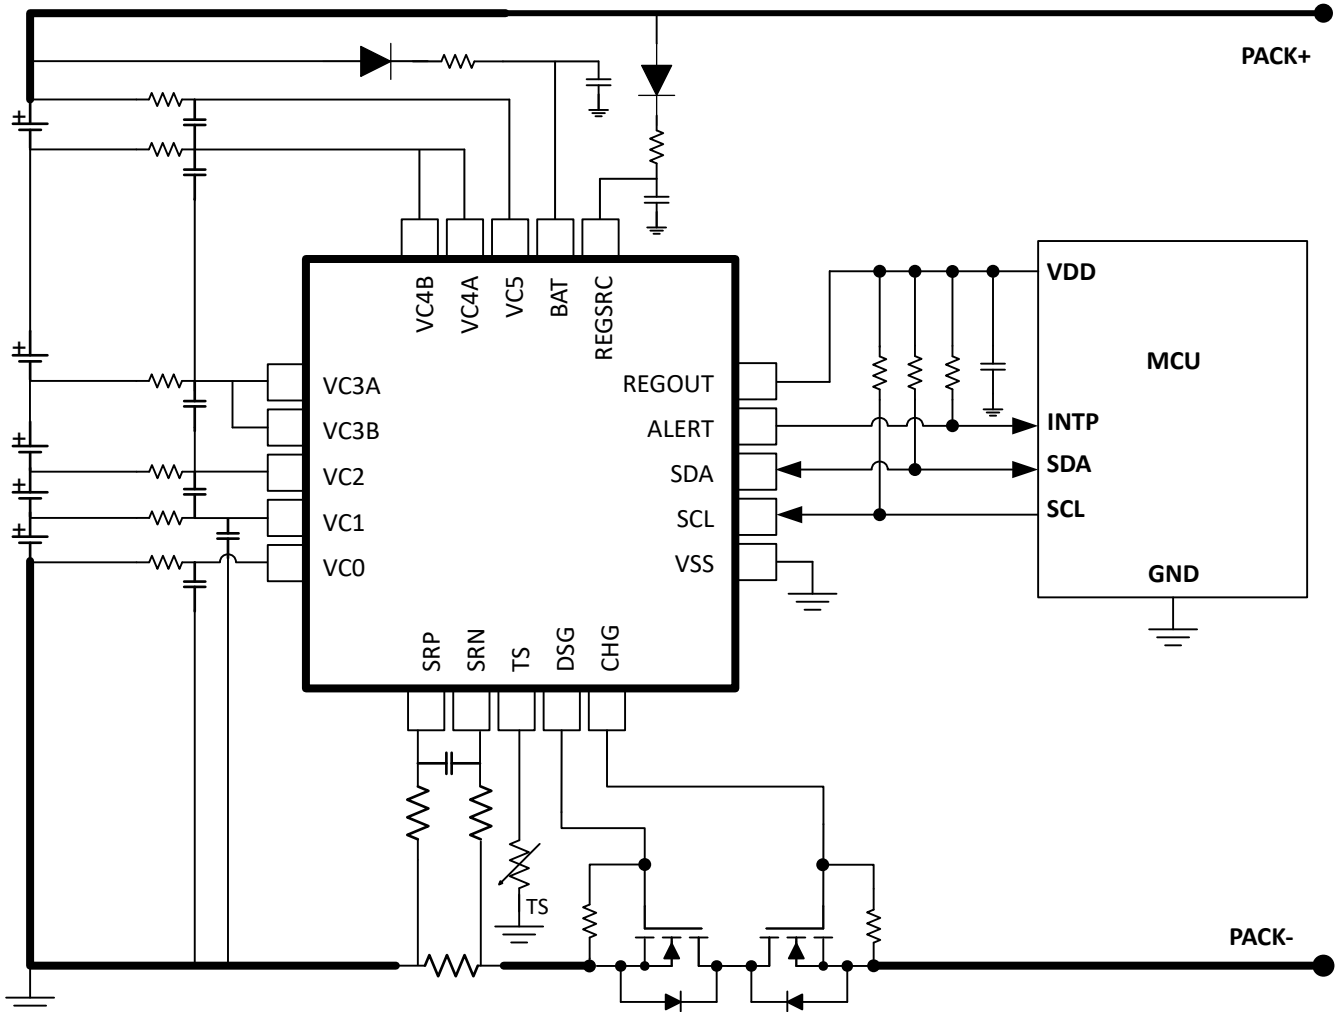 PACK+
VC4B
VC4A
VC5
BAT
REGSRC
VDD
MCU
VC3A
REGOUT
VC3B
ALERT
INTP
VC2
SDA
SDA
VC1
SCL
SCL
VC0
VSS
GND
SRP
SRN
TS
DSG
CHG
TS
PACK-
+
+
+
+
+